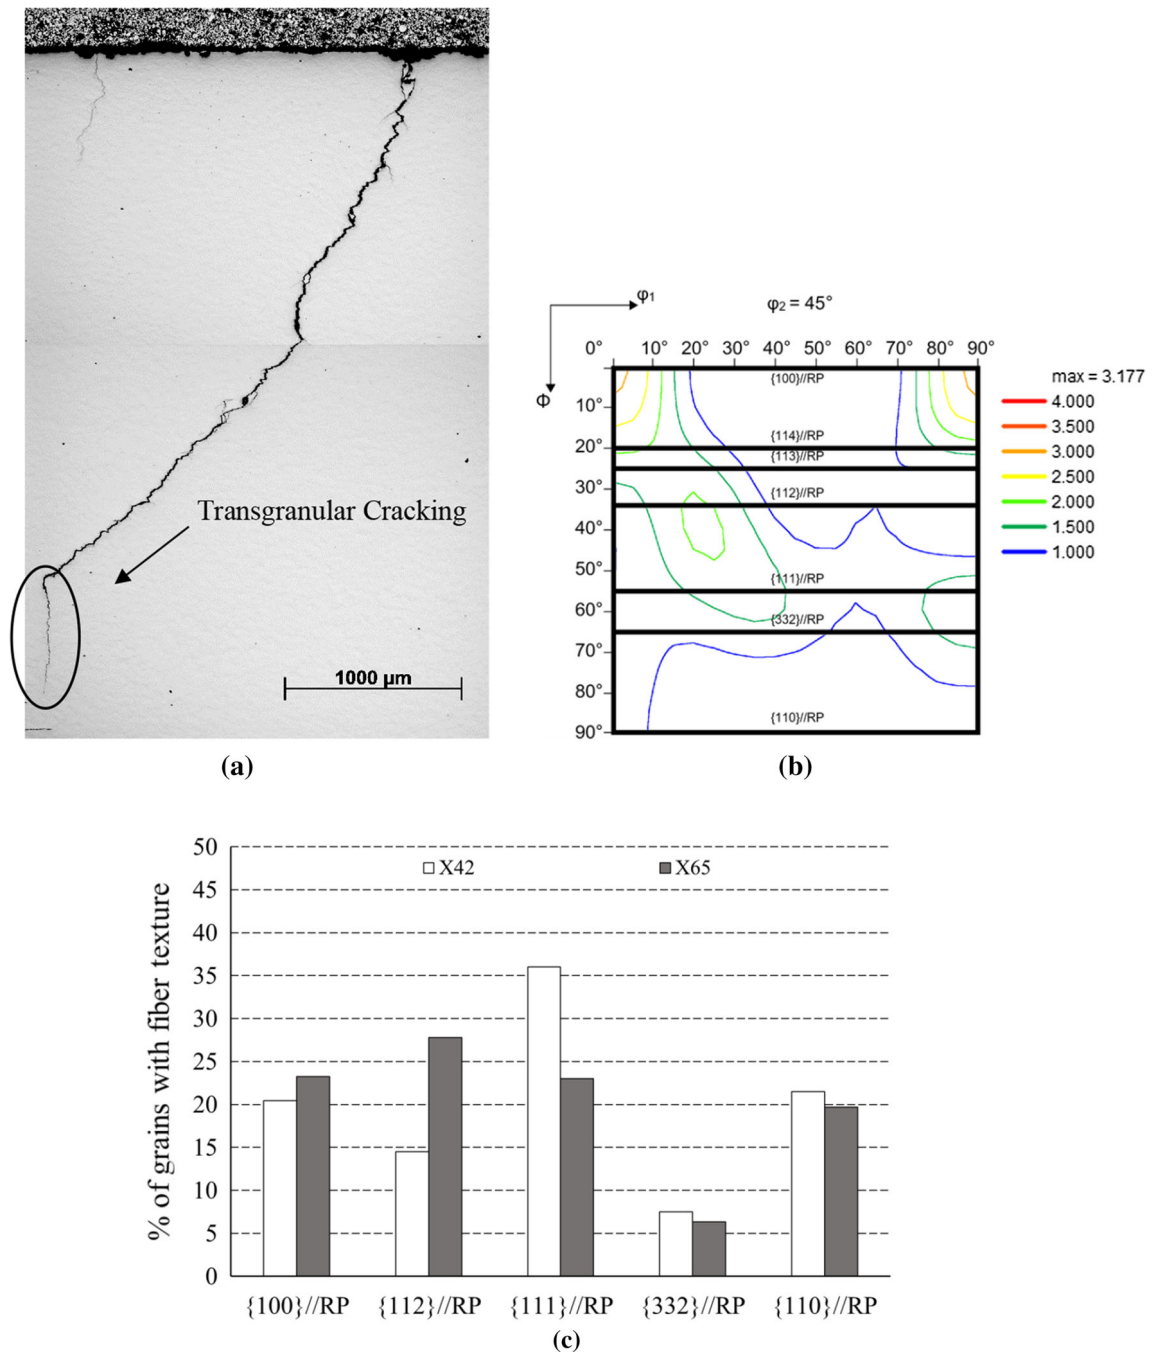 Transgranular Cracking
1000 µm
(a)
φ1
φ2 = 45°
Φ
0° 10° 20° 30° 40° 50° 60° 70° 80° 90°
10°
20°
30°
40°
50°
60°
70°
80°
90°
{100}//RP
{114}//RP
{113}//RP
{112}//RP
{111}//RP
{332}//RP
{110}//RP
max = 3.177
4.000
3.500
3.000
2.500
2.000
1.500
1.000
(b)
% of grains with fiber texture
50
45
40
35
30
25
20
15
10
5
0
X42 X65
{100}//RP {112}//RP {111}//RP {332}//RP {110}//RP
(c)